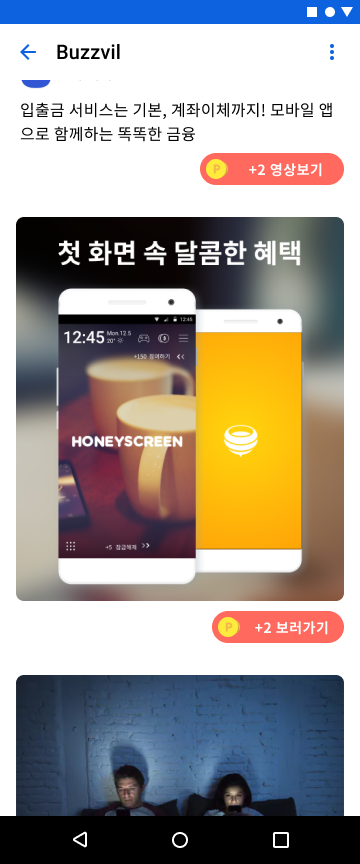 Buzzvil
입출금 서비스는 기본, 계좌이체까지! 모바일 앱
으로 함께하는 똑똑한 금융
P +2 영상보기
첫 화면 속 달콤한 혜택
12:45
12:45 Mon.12.5
20°
+150 참여하기
HONEYSCREEN
+5 잠금해제
P +2 보러가기